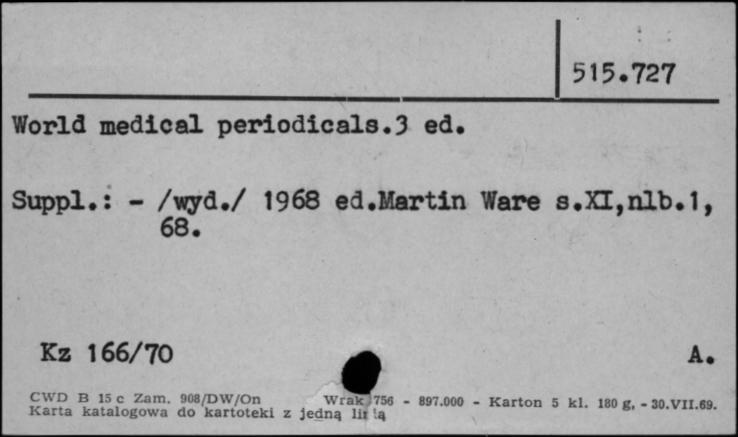 515.727
World medical periodicals.3 ed.
Suppl.: - /wyd./ 1968 ed.Martin Ware s.XI,nlb.1,
68.
Kz 166/70
A.
CWD B 15 c Zam. 908/DW/On Wrak 756 - 897.000 - Karton 5 kl. 180 g, - 30.VII.69.
Karta katalogowa do kartoteki z jedną